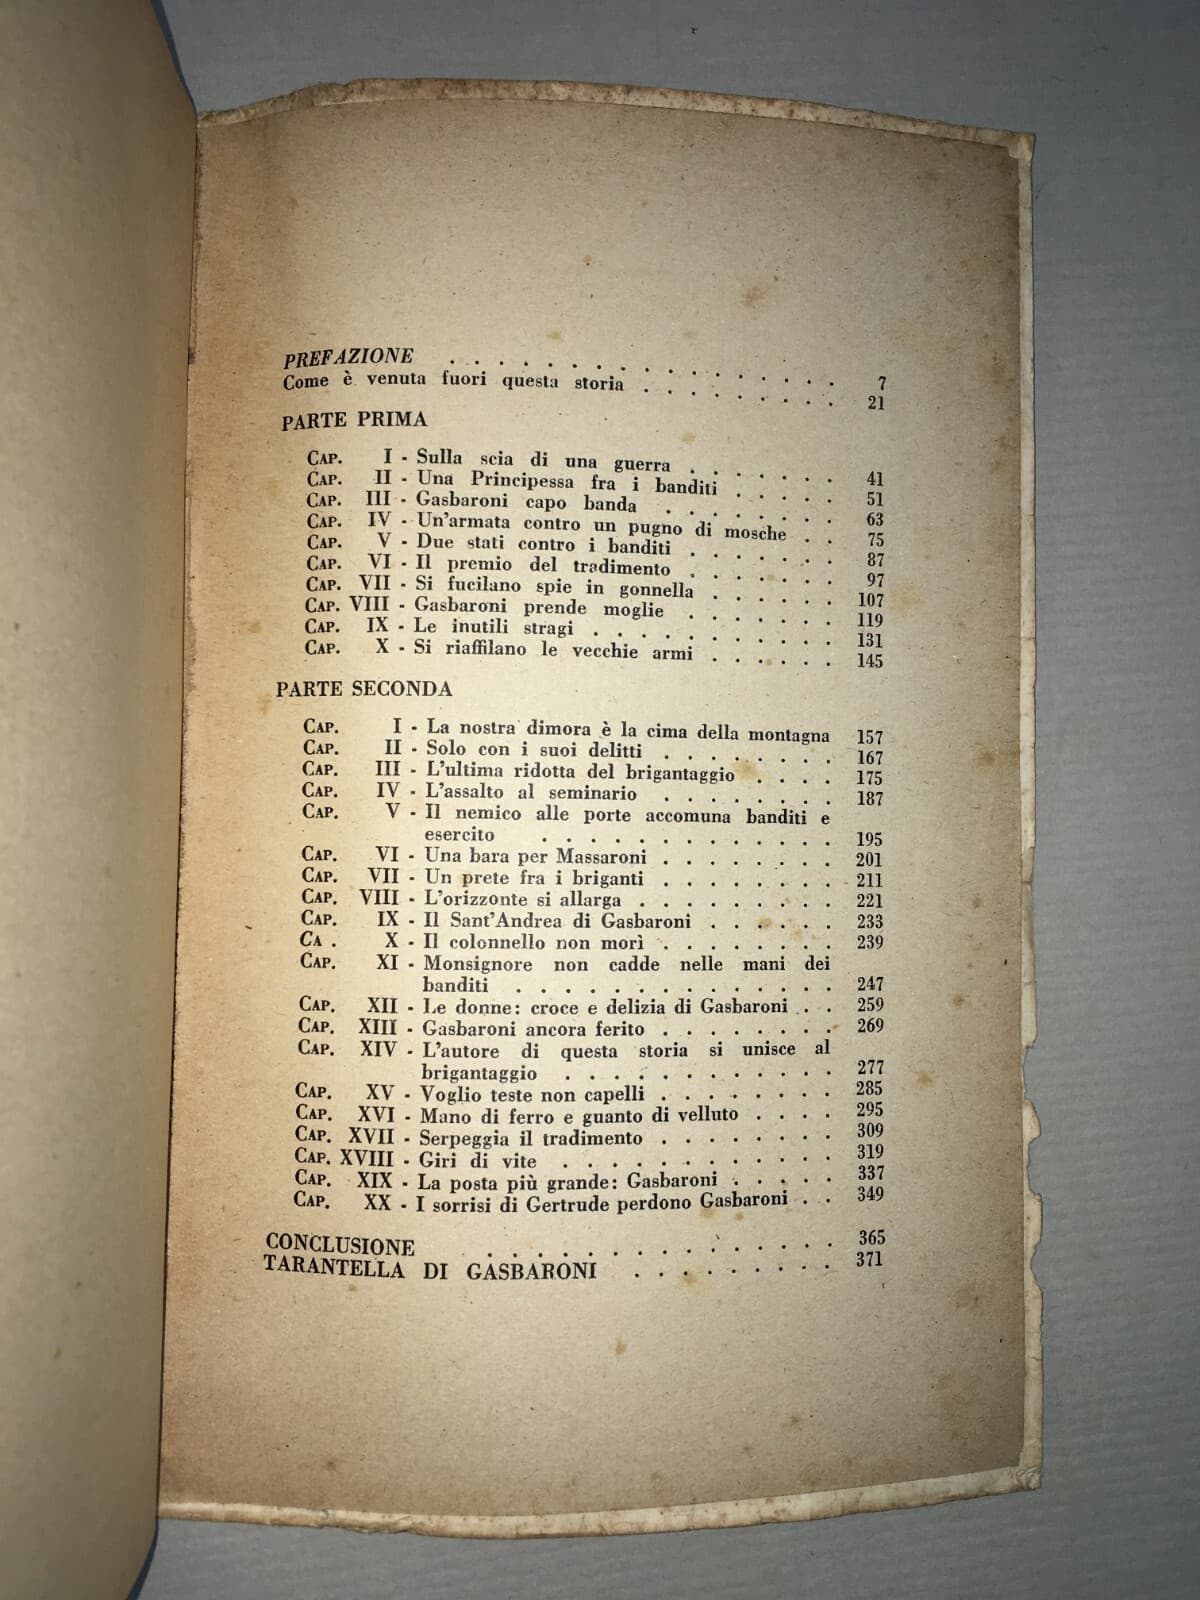 PREFAZIONE . . . . . . . . . . . . . . . . 7
Come è venuta fuori questa storia . . . . . . . . 21
PARTE PRIMA
CAP. I - Sulla scia di una guerra . . . . . . 41
CAP. II - Una Principessa fra i banditi . . . . . 51
CAP. III - Gasbaroni capo banda . . . . . . . 63
CAP. IV - Un'armata contro un pugno di mosche . . 75
CAP. V - Due stati contro i banditi . . . . . . 87
CAP. VI - Il premio del tradimento . . . . . . 97
CAP. VII - Si fucilano spie in gonnella . . . . . 107
CAP. VIII - Gasbaroni prende moglie . . . . . . 119
CAP. IX - Le inutili stragi . . . . . . . . . 131
CAP. X - Si riaffilano le vecchie armi . . . . . 145
PARTE SECONDA
CAP. I - La nostra dimora è la cima della montagna 157
CAP. II - Solo con i suoi delitti . . . . . . . 167
CAP. III - L'ultima ridotta del brigantaggio . . . . 175
CAP. IV - L'assalto al seminario . . . . . . . 187
CAP. V - Il nemico alle porte accomuna banditi e
esercito . . . . . . . . . . . . 195
CAP. VI - Una bara per Massaroni . . . . . . . 201
CAP. VII - Un prete fra i briganti . . . . . . . 211
CAP. VIII - L'orizzonte si allarga . . . . . . . . 221
CAP. IX - Il Sant'Andrea di Gasbaroni . . . . . . 233
CA . X - Il colonnello non morì . . . . . . . 239
CAP. XI - Monsignore non cadde nelle mani dei
banditi . . . . . . . . . . . . . 247
CAP. XII - Le donne: croce e delizia di Gasbaroni . . 259
CAP. XIII - Gasbaroni ancora ferito . . . . . . . 269
CAP. XIV - L'autore di questa storia si unisce al
brigantaggio . . . . . . . . . . . 277
CAP. XV - Voglio teste non capelli . . . . . . . 285
CAP. XVI - Mano di ferro e guanto di velluto . . . . 295
CAP. XVII - Serpeggia il tradimento . . . . . . . 309
CAP. XVIII - Giri di vite . . . . . . . . . . . 319
CAP. XIX - La posta più grande: Gasbaroni . . . . . 337
CAP. XX - I sorrisi di Gertrude perdono Gasbaroni . . 349
CONCLUSIONE . . . . . . . . . . . . . . 365
TARANTELLA DI GASBARONI . . . . . . . . . 371